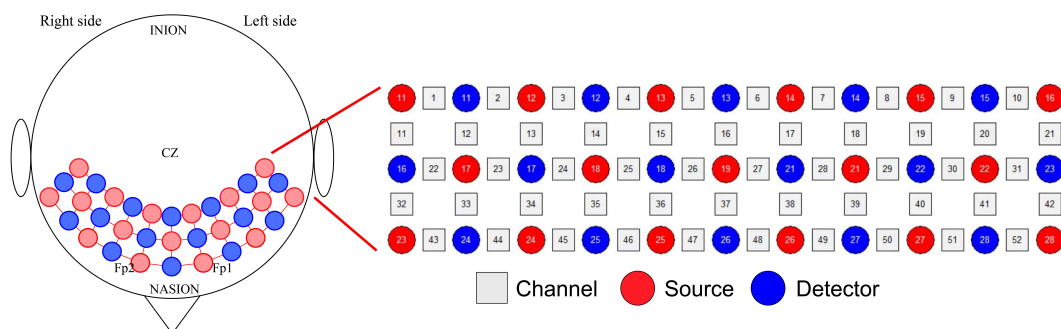 Right side
Left side
INION
CZ
Fp2
Fp1
NASION
11 1 11 2 12 3 12 4 13 5 13 6 14 7 14 8 15 9 15 10 16
11 12 13 14 15 16 17 18 19 20 21
16 22 17 23 17 24 18 25 18 26 19 27 21 28 21 29 22 30 22 31 23
32 33 34 35 36 37 38 39 40 41 42
23 43 24 44 24 45 25 46 25 47 26 48 26 49 27 50 27 51 28 52 28
Channel
Source
Detector